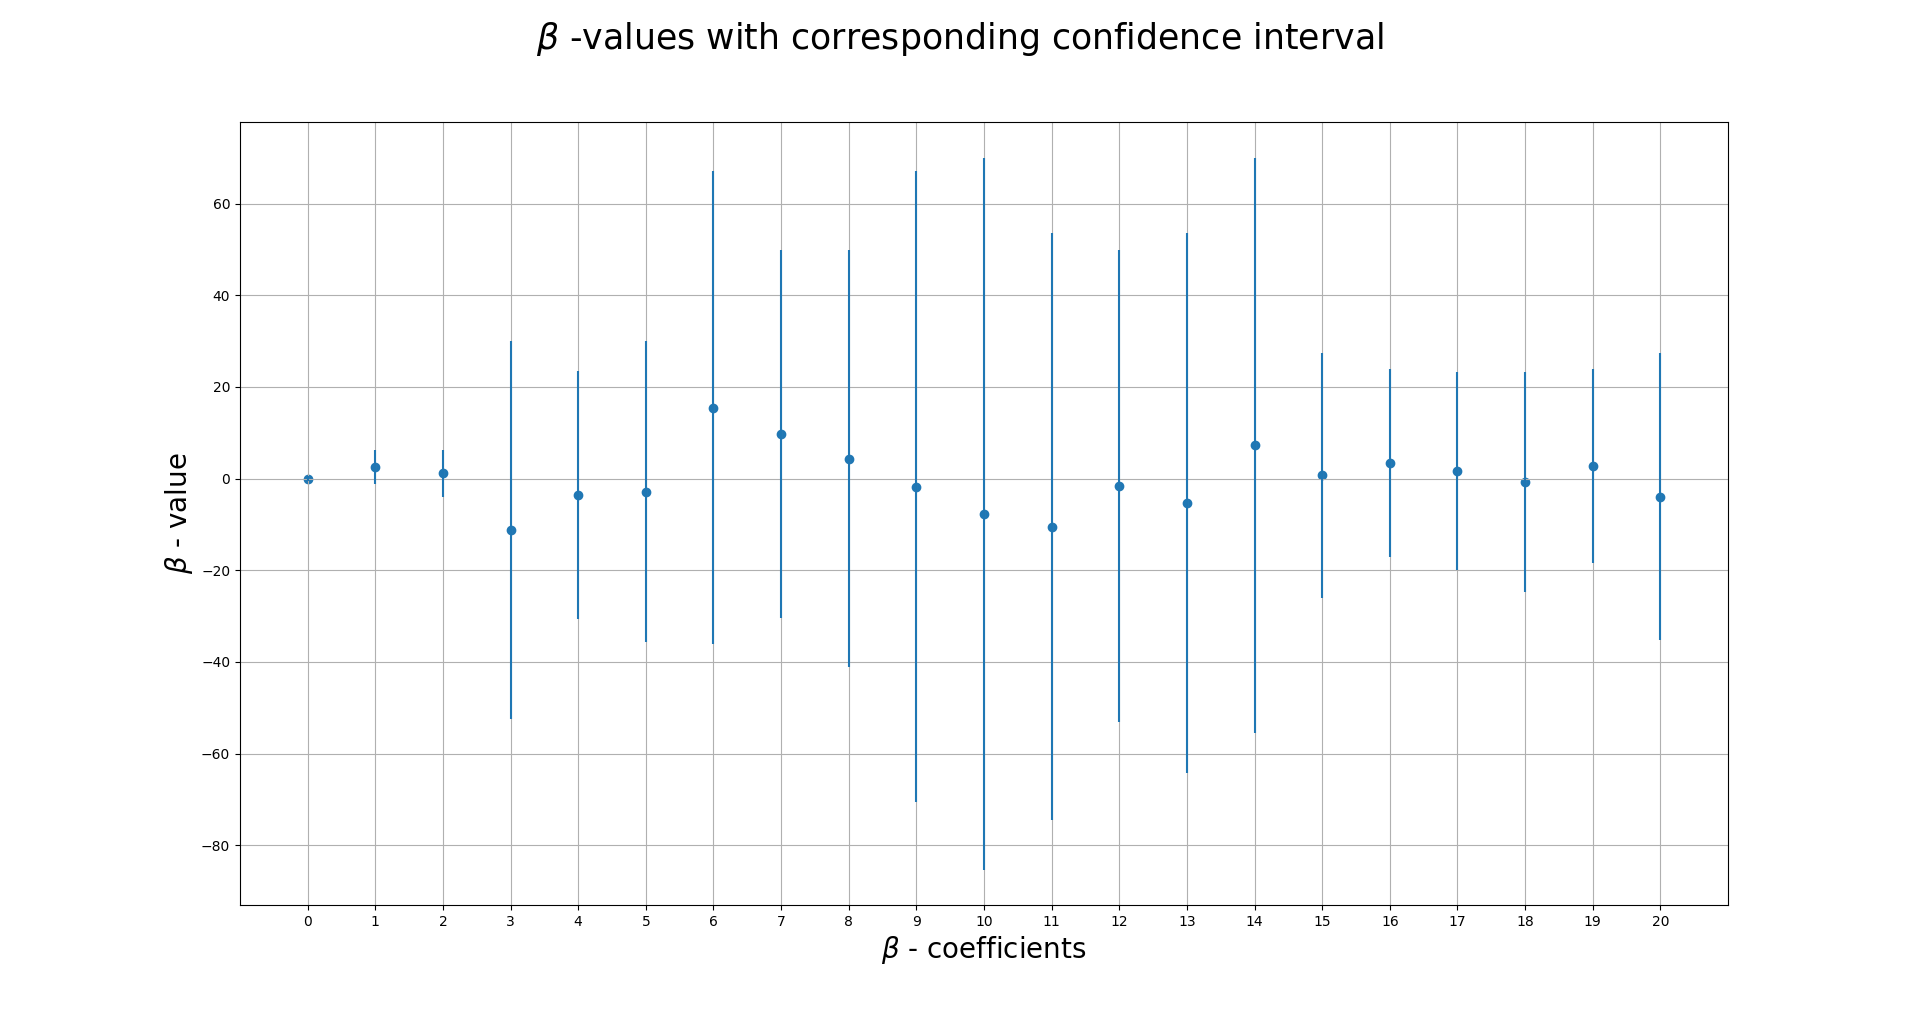 β -values with corresponding confidence interval
60
40
20
0
−20
−40
−60
−80
β - value
0 1 2 3 4 5 6 7 8 9 10 11 12 13 14 15 16 17 18 19 20
β - coefficients